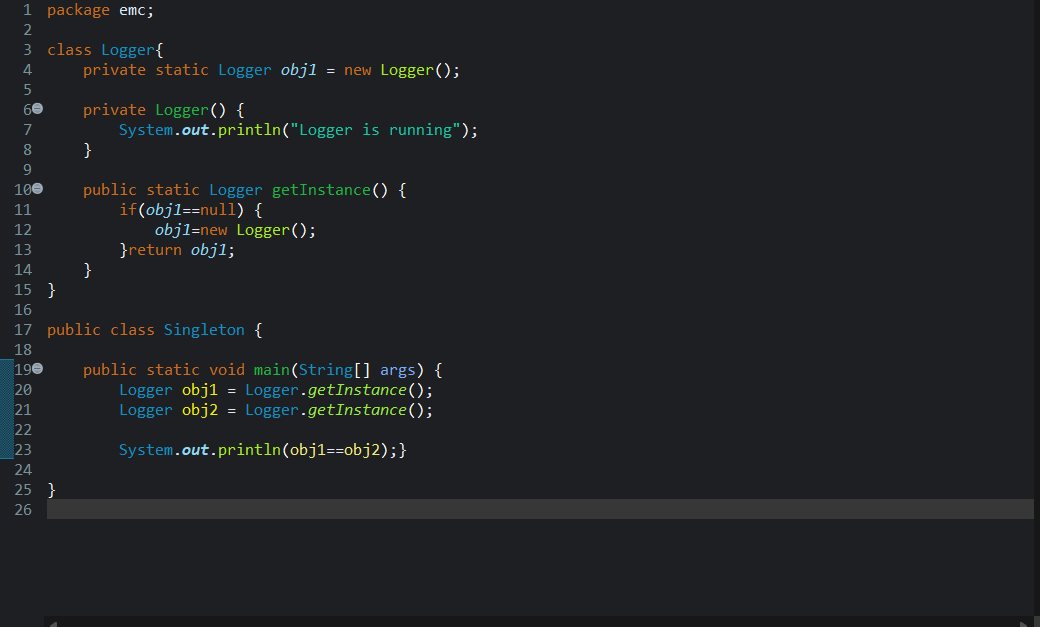 1 package emc;
2
3 class Logger{
4     private static Logger obj1 = new Logger();
5
6     private Logger() {
7         System.out.println("Logger is running");
8     }
9
10     public static Logger getInstance() {
11         if(obj1==null) {
12             obj1=new Logger();
13         }return obj1;
14     }
15 }
16
17 public class Singleton {
18
19     public static void main(String[] args) {
20         Logger obj1 = Logger.getInstance();
21         Logger obj2 = Logger.getInstance();
22
23         System.out.println(obj1==obj2);}
24
25 }
26